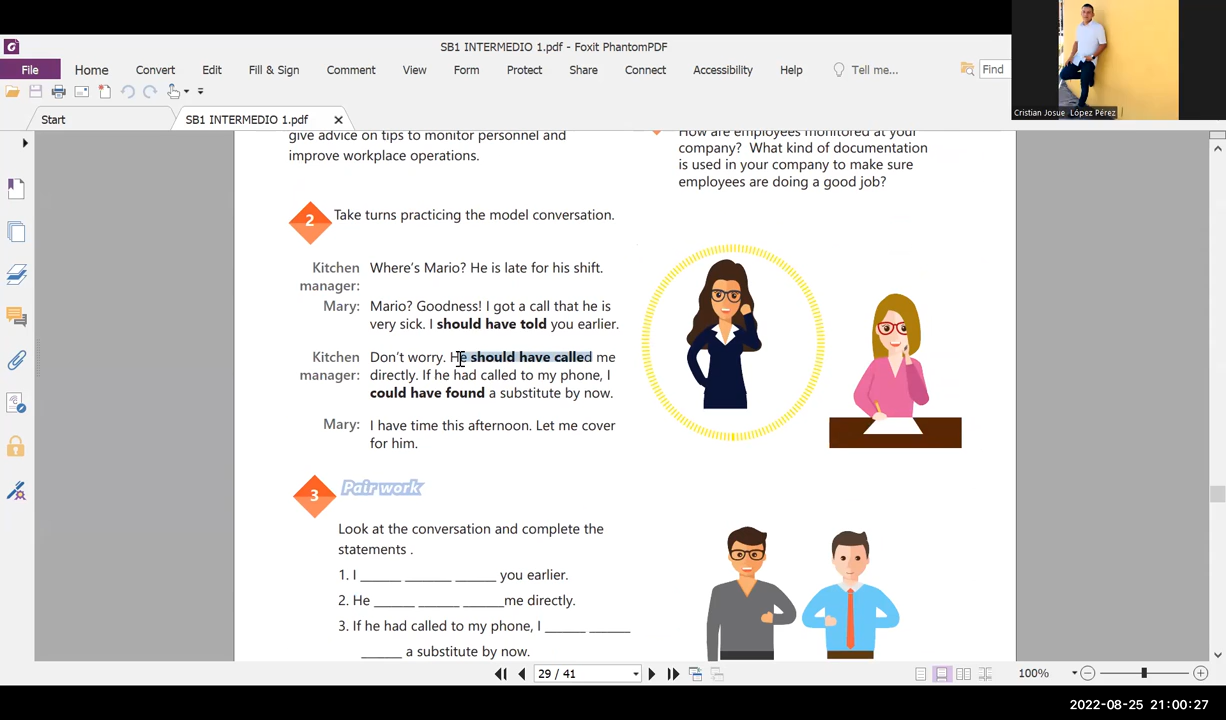 SB1 INTERMEDIO 1.pdf - Foxit PhantomPDF
File Home Convert Edit Fill & Sign Comment View Form Protect Share Connect Accessibility Help Tell me... Find
Start SB1 INTERMEDIO 1.pdf
Cristian Josue López Pérez
give advice on tips to monitor personnel and
improve workplace operations.
How are employees monitored at your
company? What kind of documentation
is used in your company to make sure
employees are doing a good job?
2 Take turns practicing the model conversation.
Kitchen manager: Where's Mario? He is late for his shift.
Mary: Mario? Goodness! I got a call that he is
very sick. I should have told you earlier.
Kitchen manager: Don't worry. He should have called me
directly. If he had called to my phone, I
could have found a substitute by now.
Mary: I have time this afternoon. Let me cover
for him.
3 Pair work
Look at the conversation and complete the
statements .
1. I ______ ________ ______ you earlier.
2. He ______ ______ ______me directly.
3. If he had called to my phone, I ______ ______
______ a substitute by now.
29 / 41
100%
2022-08-25 21:00:27